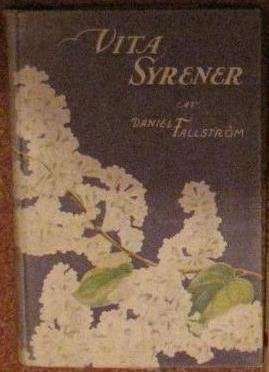 VITA
SYRENER
AV
DANIEL FALLSTRÖM